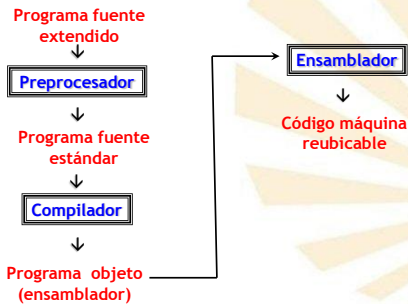 Programa fuente
extendido
Preprocesador
Programa fuente
estándar
Compilador
Programa objeto
(ensamblador)
Ensamblador
Código máquina
reubicable